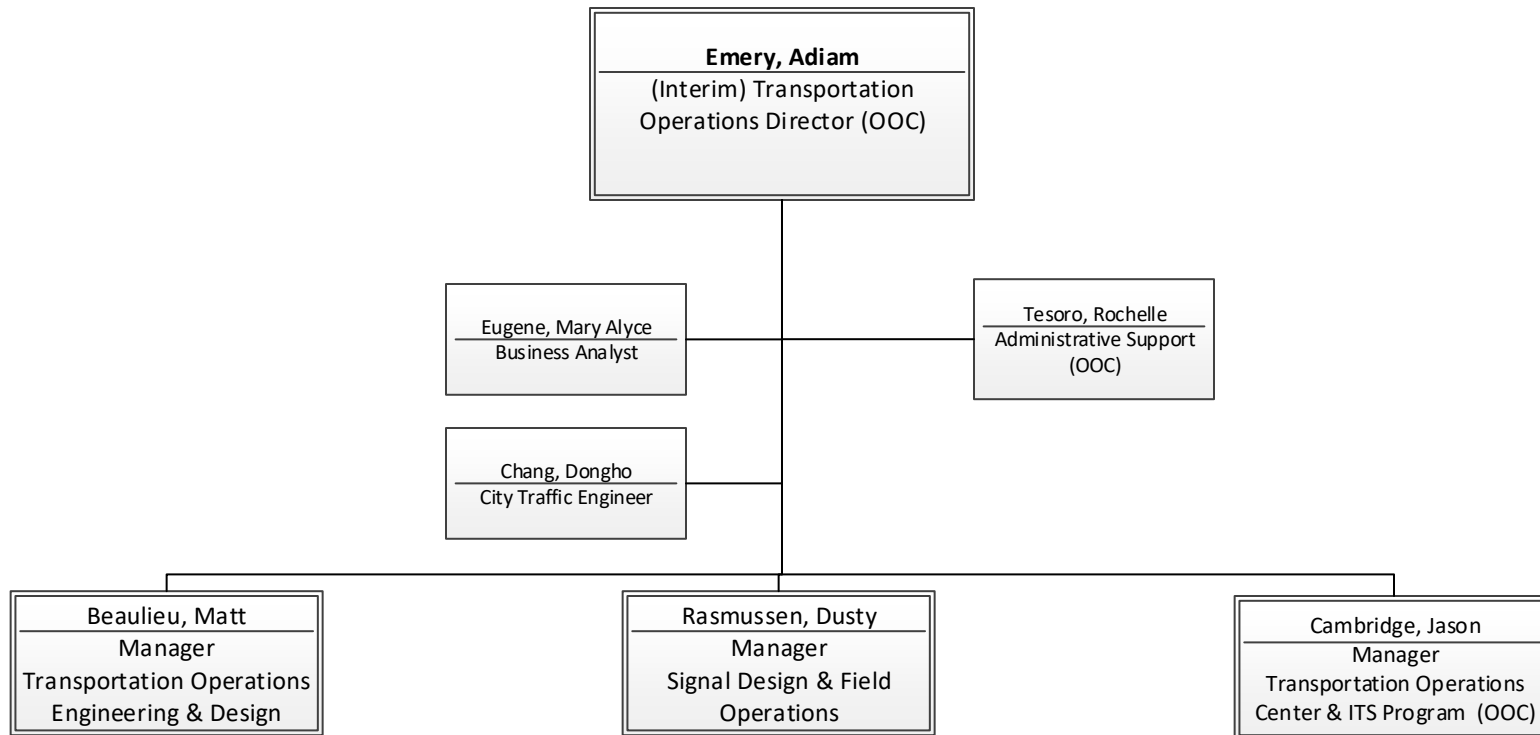 Emery, Adiam
(Interim) Transportation
Operations Director (OOC)
Eugene, Mary Alyce
Business Analyst
Tesoro, Rochelle
Administrative Support
(OOC)
Chang, Dongho
City Traffic Engineer
Beaulieu, Matt
Manager
Transportation Operations
Engineering & Design
Rasmussen, Dusty
Manager
Signal Design & Field
Operations
Cambridge, Jason
Manager
Transportation Operations
Center & ITS Program (OOC)